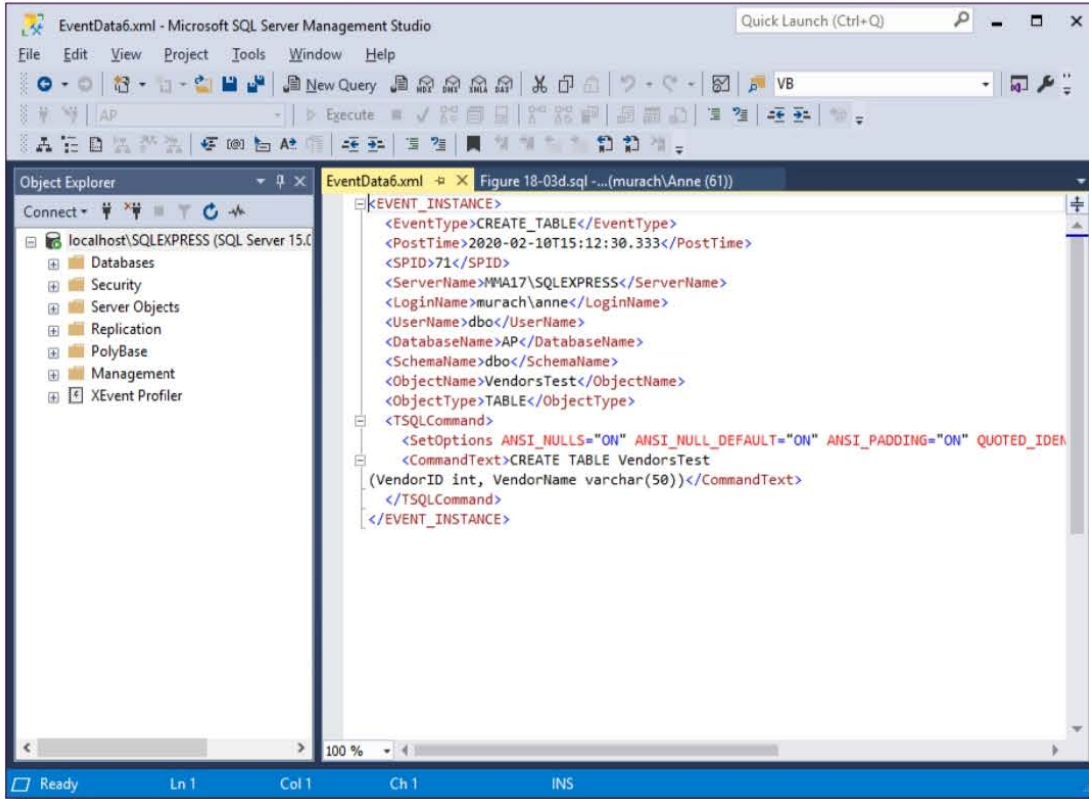 EventData6.xml - Microsoft SQL Server Management Studio
Quick Launch (Ctrl+Q)
File Edit View Project Tools Window Help
New Query MDX DMX XMLA DAX VB
AP Execute
Object Explorer
EventData6.xml Figure 18-03d.sql -...(murach\Anne (61))
Connect
localhost\SQLEXPRESS (SQL Server 15.0
Databases
Security
Server Objects
Replication
PolyBase
Management
XEvent Profiler
<EVENT_INSTANCE>
<EventType>CREATE_TABLE</EventType>
<PostTime>2020-02-10T15:12:30.333</PostTime>
<SPID>71</SPID>
<ServerName>MMA17\SQLEXPRESS</ServerName>
<LoginName>murach\anne</LoginName>
<UserName>dbo</UserName>
<DatabaseName>AP</DatabaseName>
<SchemaName>dbo</SchemaName>
<ObjectName>VendorsTest</ObjectName>
<ObjectType>TABLE</ObjectType>
<TSQLCommand>
<SetOptions ANSI_NULLS="ON" ANSI_NULL_DEFAULT="ON" ANSI_PADDING="ON" QUOTED_IDEN
<CommandText>CREATE TABLE VendorsTest
(VendorID int, VendorName varchar(50))</CommandText>
</TSQLCommand>
</EVENT_INSTANCE>
100 %
Ready Ln 1 Col 1 Ch 1 INS